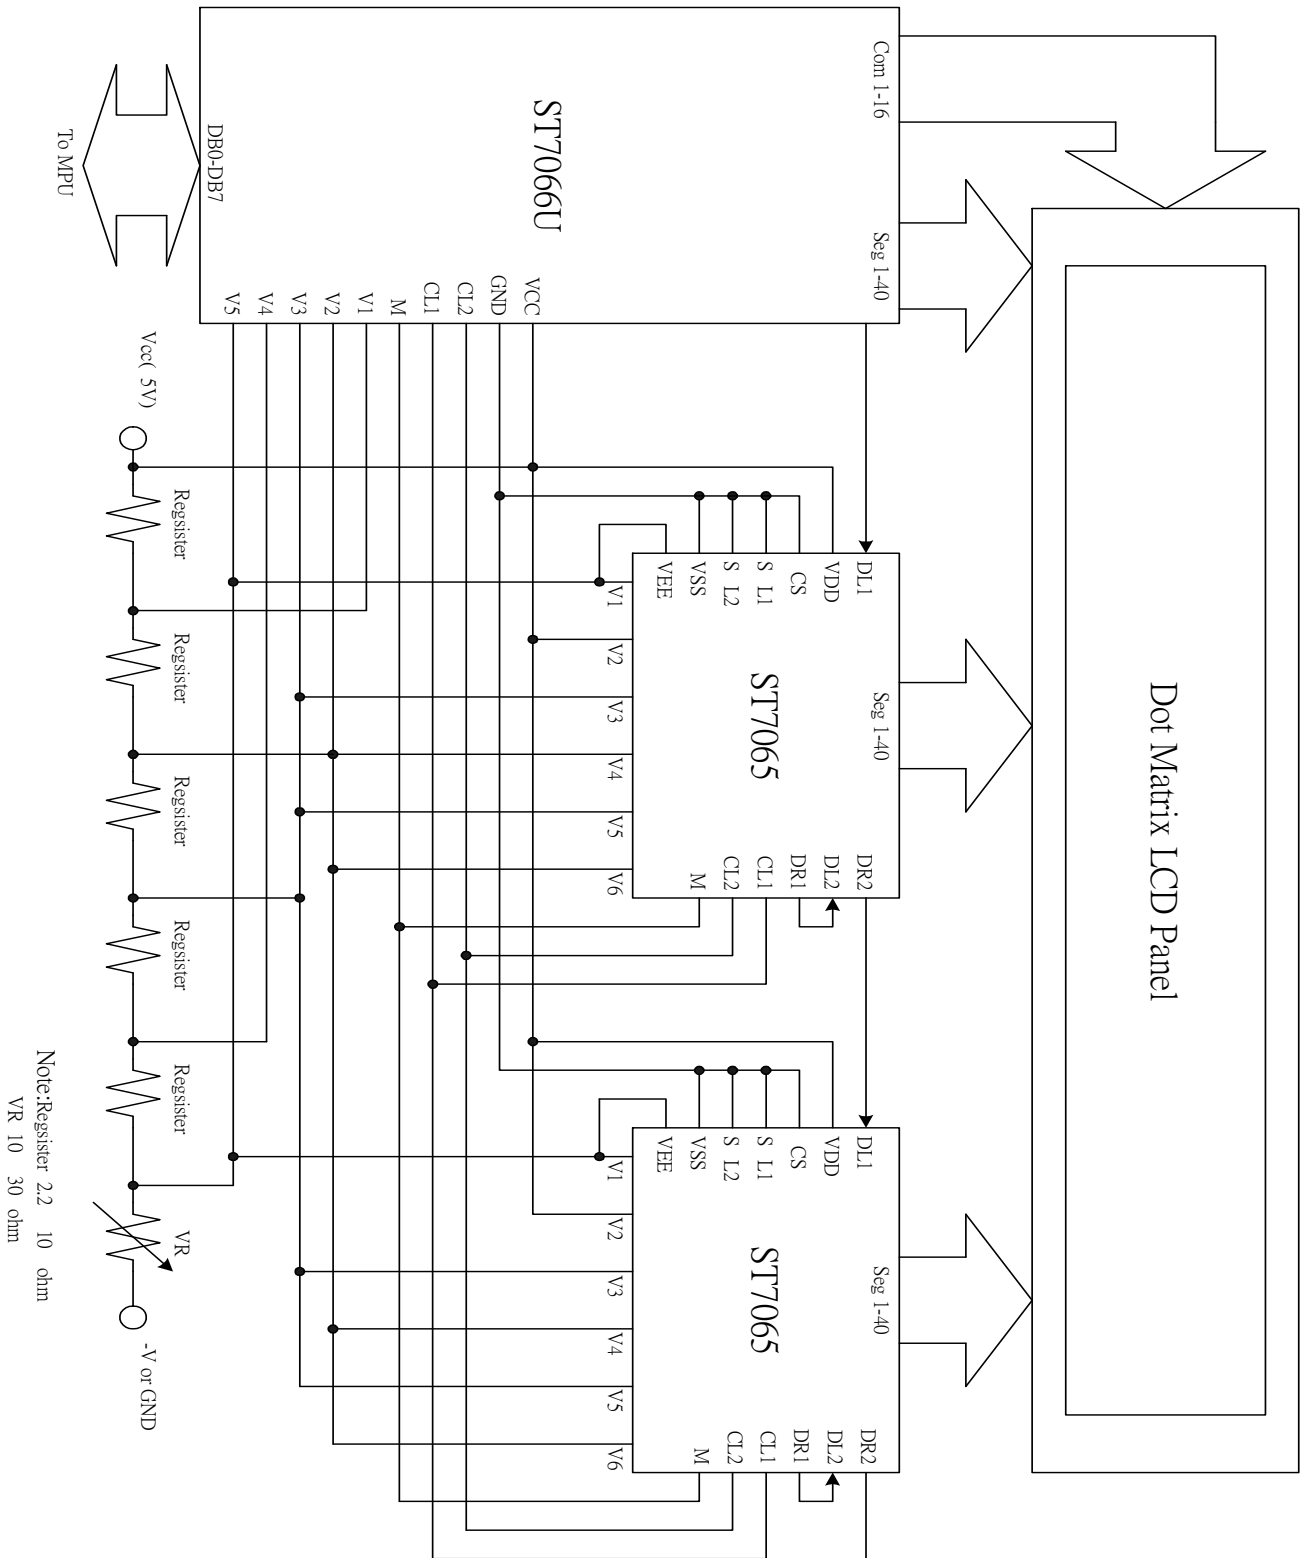 Dot Matrix LCD Panel
Com 1-16
Seg 1-40
Seg 1-40
Seg 1-40
ST7066U
DB0-DB7
To MPU
VCC
GND
CL2
CL1
M
V1
V2
V3
V4
V5
DL1
VDD
CS
S L1
S L2
VSS
VEE
ST7065
V1
V2
V3
V4
V5
V6
DR2
DL2
DR1
CL1
CL2
M
DL1
VDD
CS
S L1
S L2
VSS
VEE
ST7065
V1
V2
V3
V4
V5
V6
DR2
DL2
DR1
CL1
CL2
M
Vcc( 5V)
Regsister
Regsister
Regsister
Regsister
Regsister
VR
-V or GND
Note:Regsister 2.2 10 ohm
VR 10 30 ohm